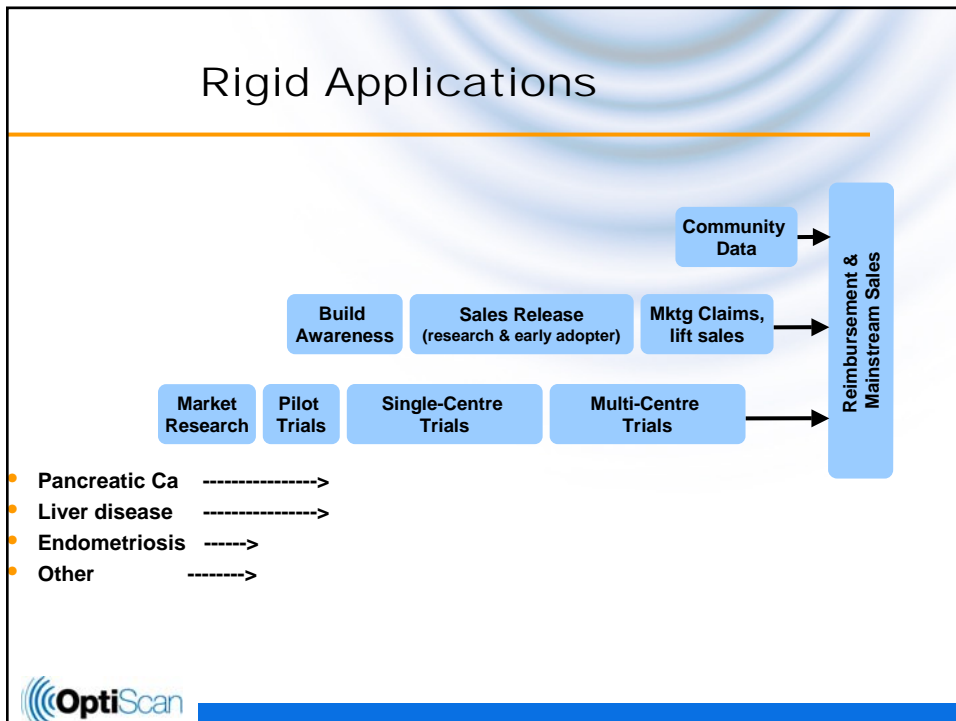 Rigid Applications
Community
Data
Build
Awareness
Sales Release
(research & early adopter)
Mktg Claims,
lift sales
Reimbursement &
Mainstream Sales
Market
Research
Pilot
Trials
Single-Centre
Trials
Multi-Centre
Trials
• Pancreatic Ca ---------------->
• Liver disease ---------------->
• Endometriosis ------>
• Other -------->
OptiScan